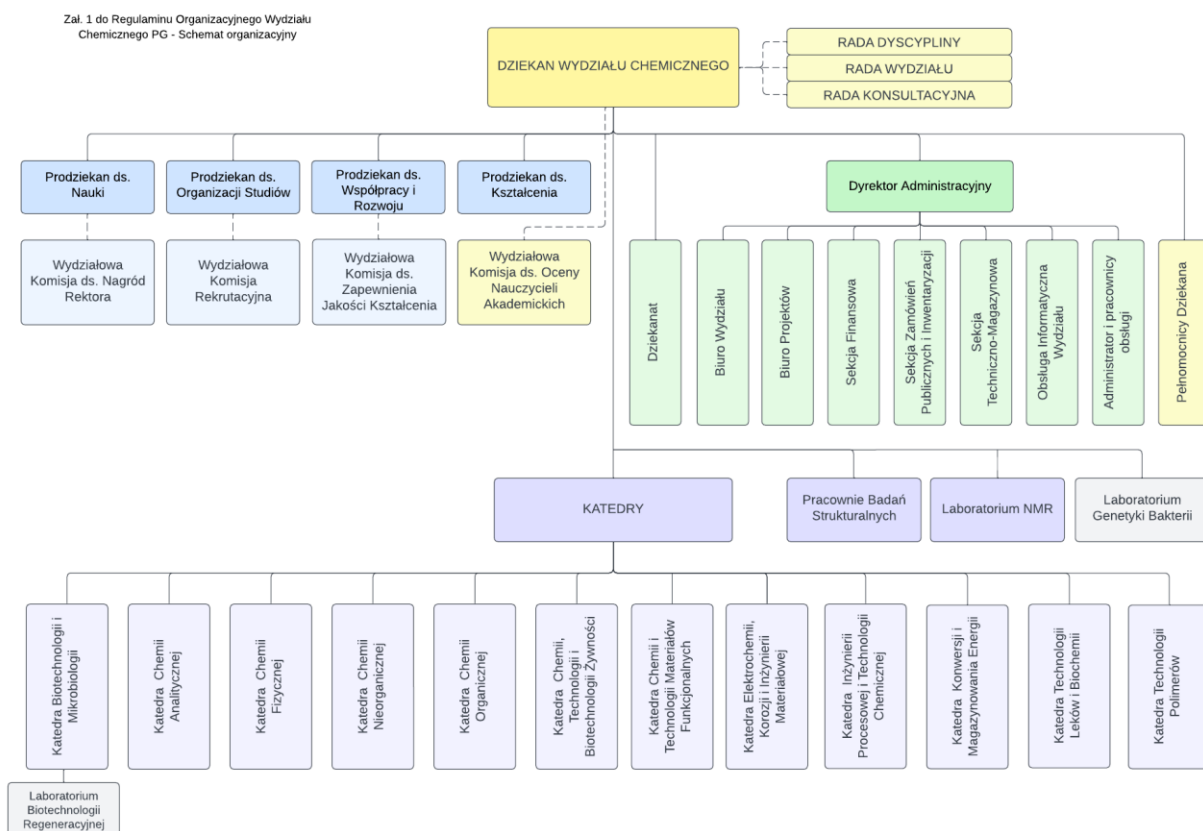 Zał. 1 do Regulaminu Organizacyjnego Wydziału
Chemicznego PG - Schemat organizacyjny
DZIEKAN WYDZIAŁU CHEMICZNEGO
RADA DYSCYPLINY
RADA WYDZIAŁU
RADA KONSULTACYJNA
Prodziekan ds.
Nauki
Prodziekan ds.
Organizacji Studiów
Prodziekan ds.
Współpracy i
Rozwoju
Prodziekan ds.
Kształcenia
Dyrektor Administracyjny
Wydziałowa
Komisja ds. Nagród
Rektora
Wydziałowa
Komisja
Rekrutacyjna
Wydziałowa
Komisja ds.
Zapewnienia
Jakości Kształcenia
Wydziałowa
Komisja ds. Oceny
Nauczycieli
Akademickich
Dziekanat
Biuro Wydziału
Biuro Projektów
Sekcja Finansowa
Sekcja Zamówień
Publicznych i Inwentaryzacji
Sekcja
Techniczno-Magazynowa
Obsługa Informatyczna
Wydziału
Administrator i pracownicy
obsługi
Pełnomocnicy Dziekana
KATEDRY
Pracownie Badań
Strukturalnych
Laboratorium NMR
Laboratorium
Genetyki Bakterii
Katedra Biotechnologii i
Mikrobiologii
Katedra Chemii
Analitycznej
Katedra Chemii
Fizycznej
Katedra Chemii
Nieorganicznej
Katedra Chemii
Organicznej
Katedra Chemii,
Technologii i
Biotechnologii Żywności
Katedra Chemii i
Technologii Materiałów
Funkcjonalnych
Katedra Elektrochemii,
Korozji i Inżynierii
Materiałowej
Katedra Inżynierii
Procesowej i Technologii
Chemicznej
Katedra Konwersji i
Magazynowania Energii
Katedra Technologii
Leków i Biochemii
Katedra Technologii
Polimerów
Laboratorium
Biotechnologii
Regeneracyjnej